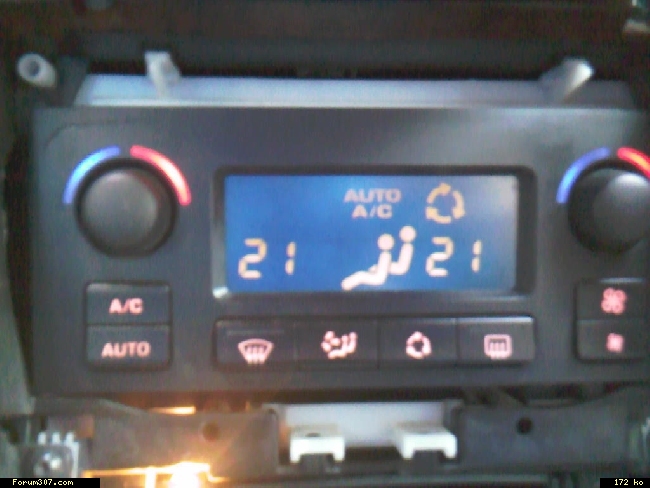 AUTO
A/C
21
21
A/C
AUTO
Forum307.com
172 ko